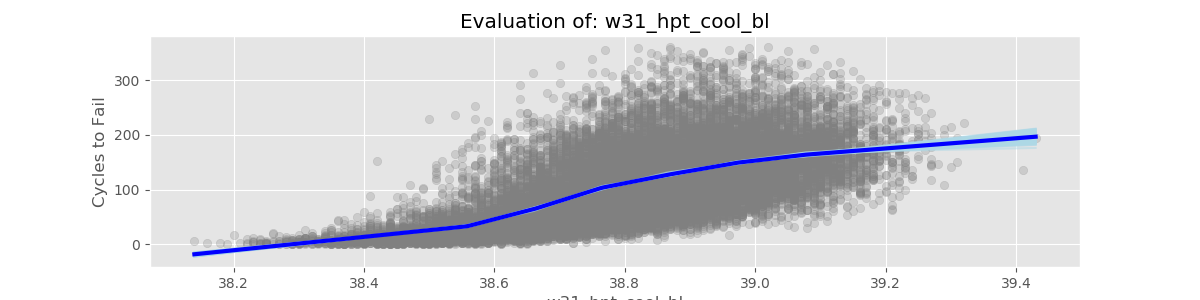 Evaluation of: w31_hpt_cool_bl
Cycles to Fail
300
200
100
0
38.2 38.4 38.6 38.8 39.0 39.2 39.4
w31_hpt_cool_bl